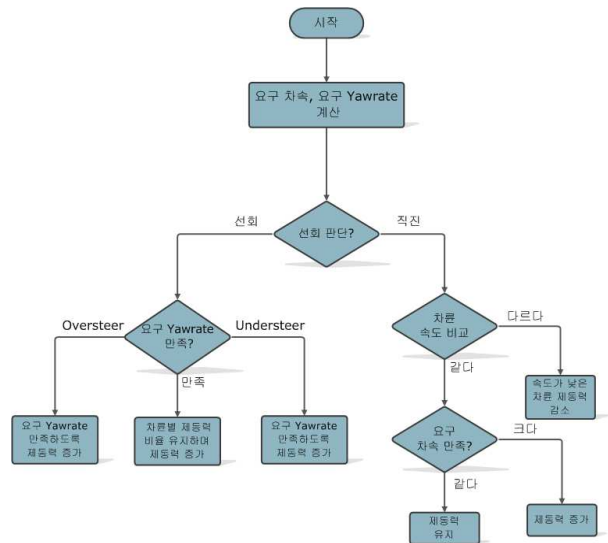 시작
요구 차속, 요구 Yawrate
계산
선회
직진
선회 판단?
Oversteer
요구 Yawrate
만족?
Understeer
차륜
속도 비교
다르다
만족
같다
속도가 낮은
차륜 제동력
감소
요구 Yawrate
만족하도록
제동력 증가
차륜별 제동력
비율 유지하며
제동력 증가
요구 Yawrate
만족하도록
제동력 증가
요구
차속 만족?
크다
같다
제동력
유지
제동력 증가